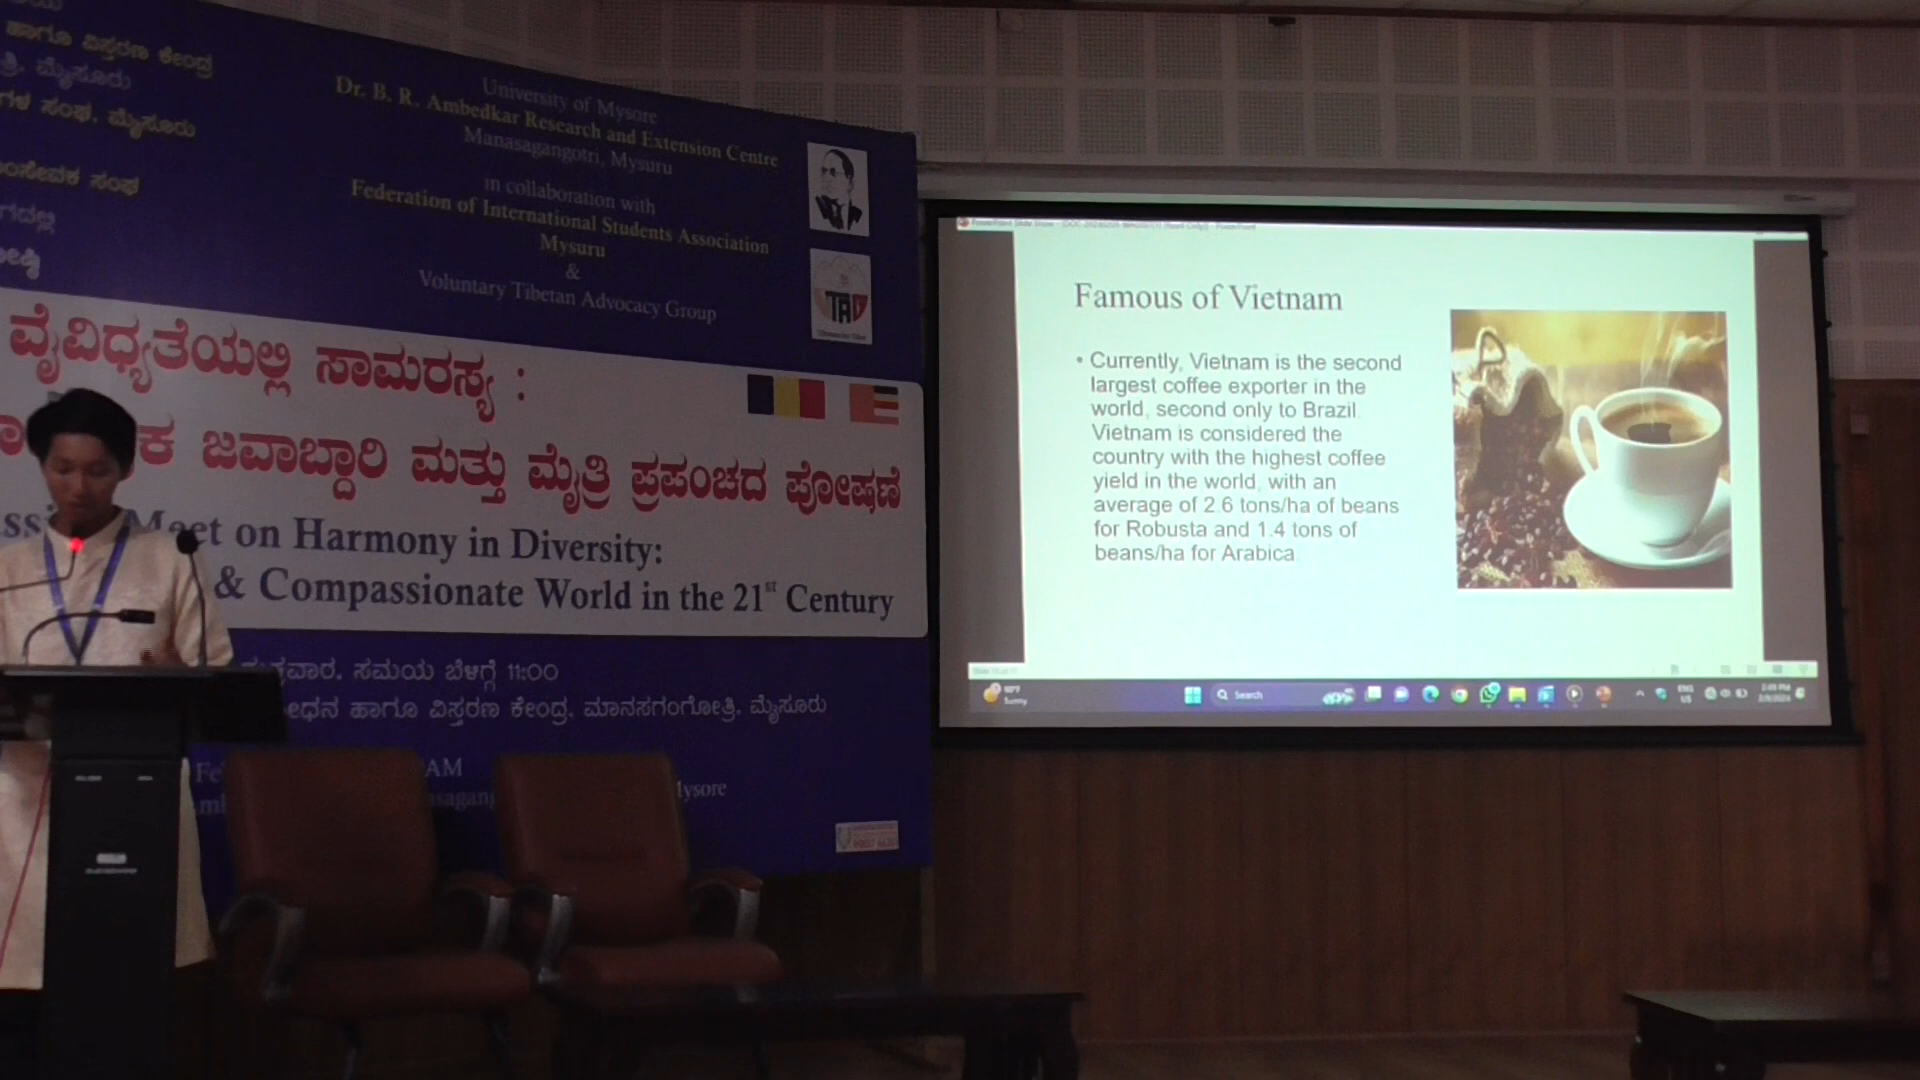 ಹಾಗೂ ವಿಸ್ತರಣ ಕೇಂದ್ರ
ಮೈಸೂರು
ಸಂಘ, ಮೈಸೂರು
ಸಂಘ
University of Mysore
Dr. B. R. Ambedkar Research and Extension Centre
Manasagangotri, Mysuru
in collaboration with
Federation of International Students Association
Mysuru
&
Voluntary Tibetan Advocacy Group
ವೈವಿಧ್ಯತೆಯಲ್ಲಿ ಸಾಮರಸ್ಯ :
ಜವಾಬ್ದಾರಿ ಮತ್ತು ಮೈತ್ರಿ ಪ್ರಪಂಚದ ಪೋಷಣೆ
Meet on Harmony in Diversity:
& Compassionate World in the 21st Century
ಸಮಯ ಬೆಳಗ್ಗೆ 11:00
ಹಾಗೂ ವಿಸ್ತರಣ ಕೇಂದ್ರ, ಮಾನಸಗಂಗೋತ್ರಿ, ಮೈಸೂರು
AM
Famous of Vietnam
• Currently, Vietnam is the second
largest coffee exporter in the
world, second only to Brazil.
Vietnam is considered the
country with the highest coffee
yield in the world, with an
average of 2.6 tons/ha of beans
for Robusta and 1.4 tons of
beans/ha for Arabica.
Sunny
Search
ENG
US